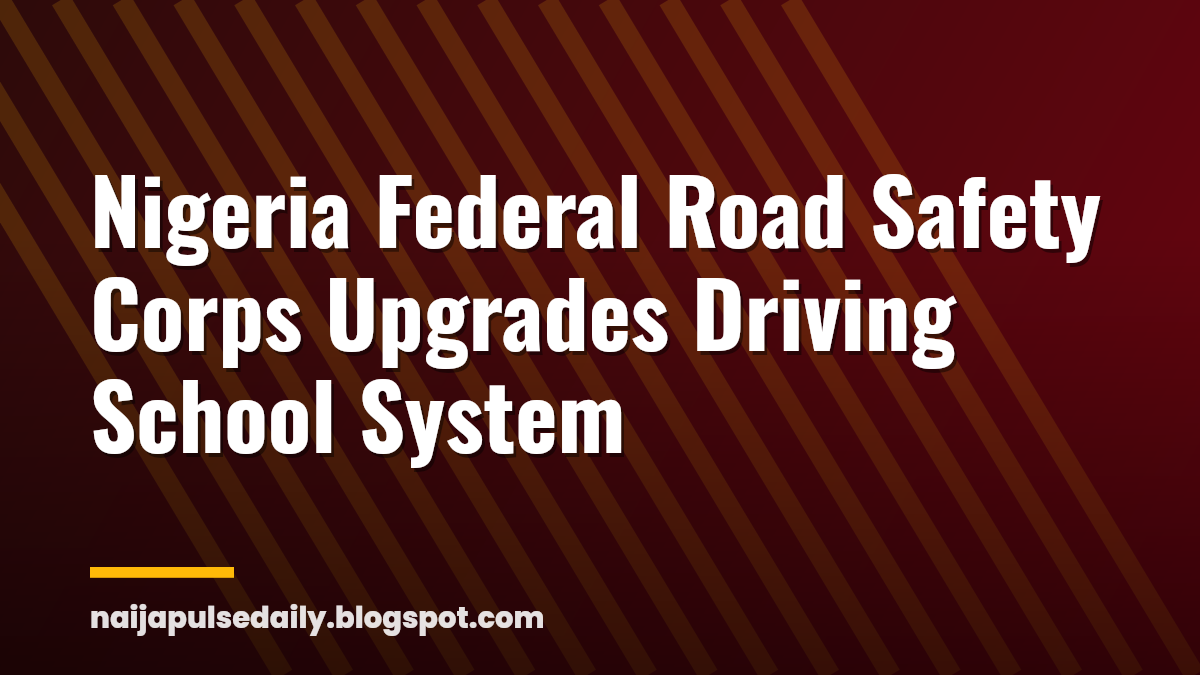 Nigeria Federal Road Safety
Corps Upgrades Driving
School System
naijapulsedaily.blogspot.com